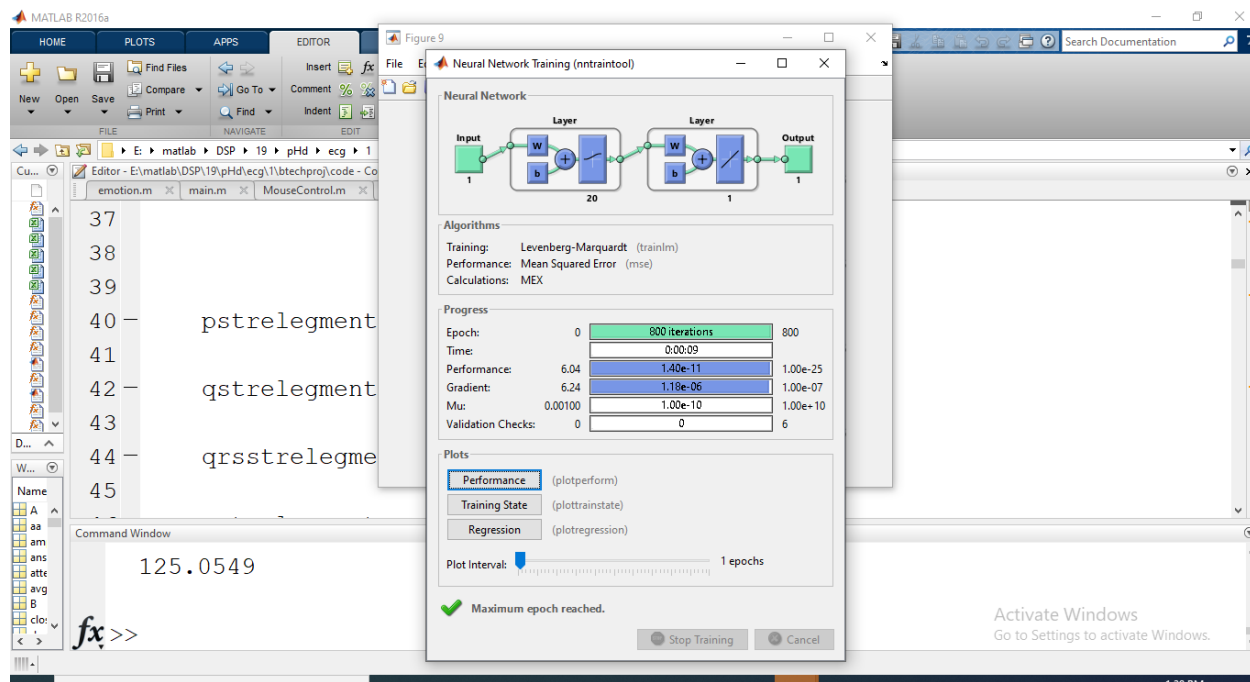 MATLAB R2016a
HOME PLOTS APPS EDITOR
Search Documentation
New Open Save
Find Files
Compare
Print
Go To
Find
Insert fx
Comment
Indent
FILE NAVIGATE EDIT
E: matlab DSP 19 pHd ecg 1
Cu...
Editor - E:\matlab\DSP\19\pHd\ecg\1\btechproj\code - Co
emotion.m main.m MouseControl.m
37
38
39
40 pstrelegment
41
42 qstrelegment
43
44 qrsstrelegme
45
D...
W...
Name
A
aa
am
ans
atte
avg
B
clo
Command Window
125.0549
fx >>
Figure 9
File
Neural Network Training (nntraintool)
Neural Network
Layer Layer
Input W b W b Output
1 20 1 1
Algorithms
Training: Levenberg-Marquardt (trainlm)
Performance: Mean Squared Error (mse)
Calculations: MEX
Progress
Epoch: 0 800 iterations 800
Time: 0:00:09
Performance: 6.04 1.40e-11 1.00e-25
Gradient: 6.24 1.18e-06 1.00e-07
Mu: 0.00100 1.00e-10 1.00e+10
Validation Checks: 0 0 6
Plots
Performance (plotperform)
Training State (plottrainstate)
Regression (plotregression)
Plot Interval: 1 epochs
Maximum epoch reached.
Stop Training Cancel
Activate Windows
Go to Settings to activate Windows.